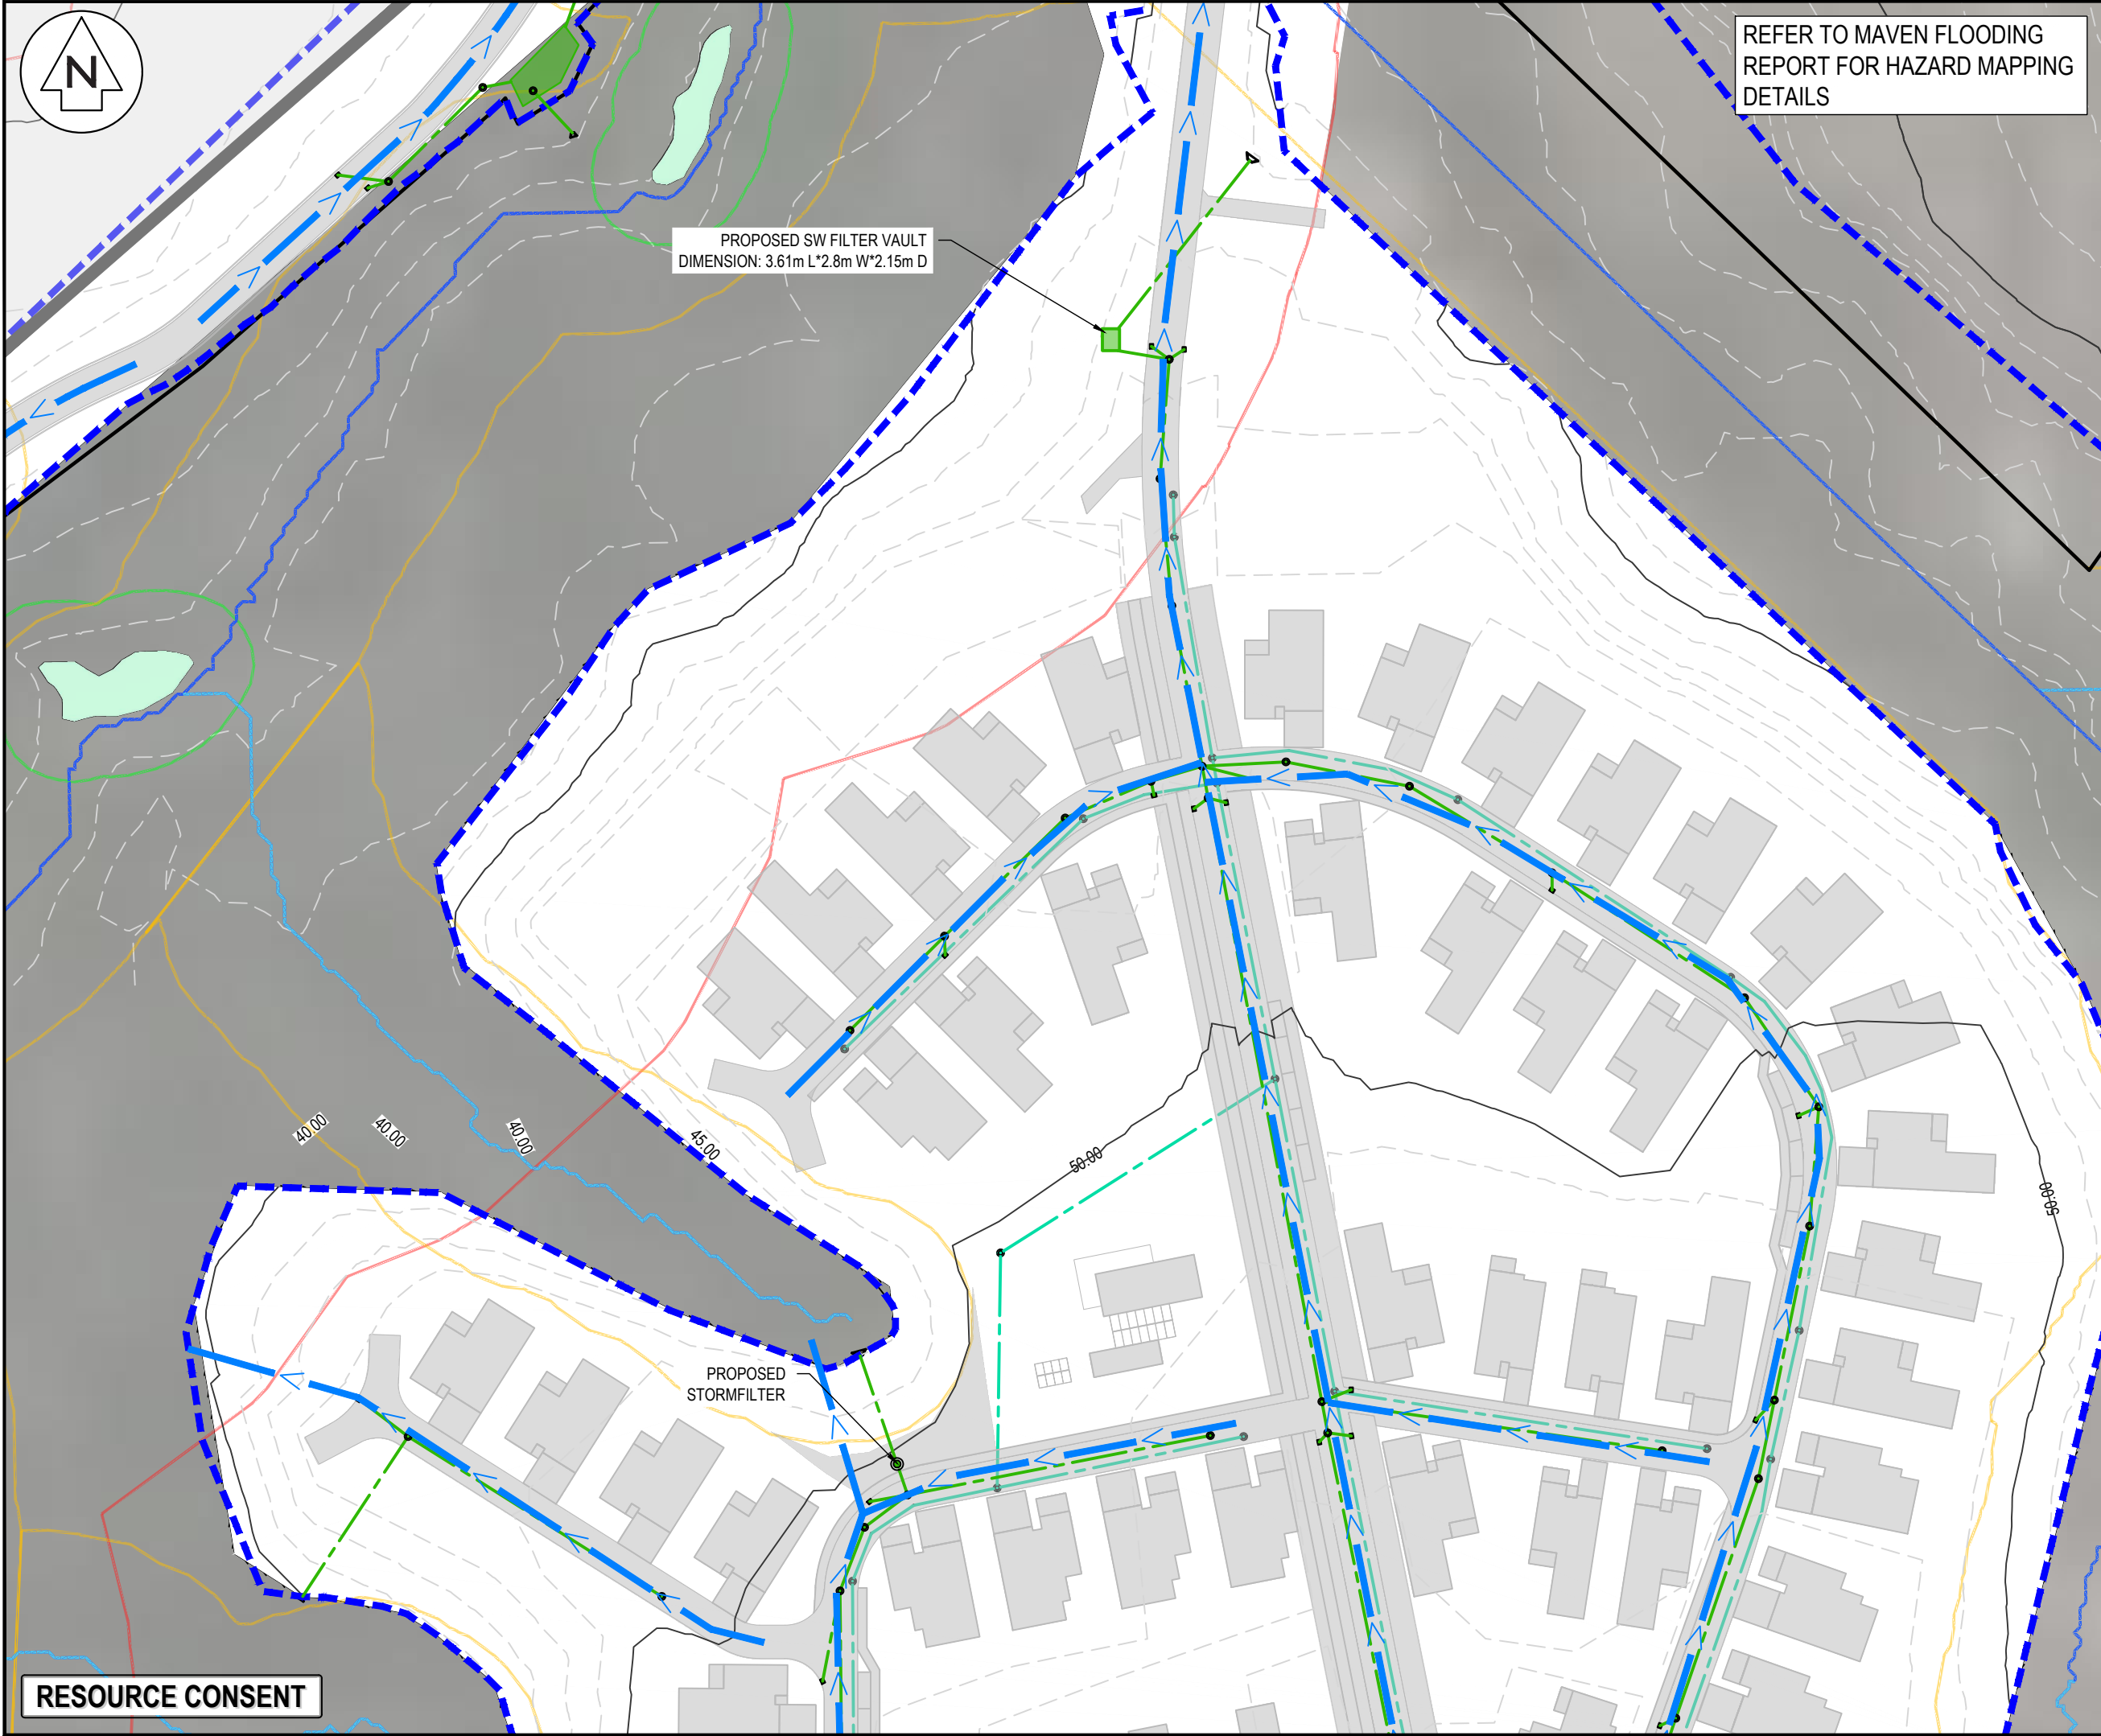 N
REFER TO MAVEN FLOODING
REPORT FOR HAZARD MAPPING
DETAILS
PROPOSED SW FILTER VAULT
DIMENSION: 3.61m L*2.8m W*2.15m D
40.00
40.00
40.00
45.00
50.00
50.00
PROPOSED
STORMFILTER
RESOURCE CONSENT